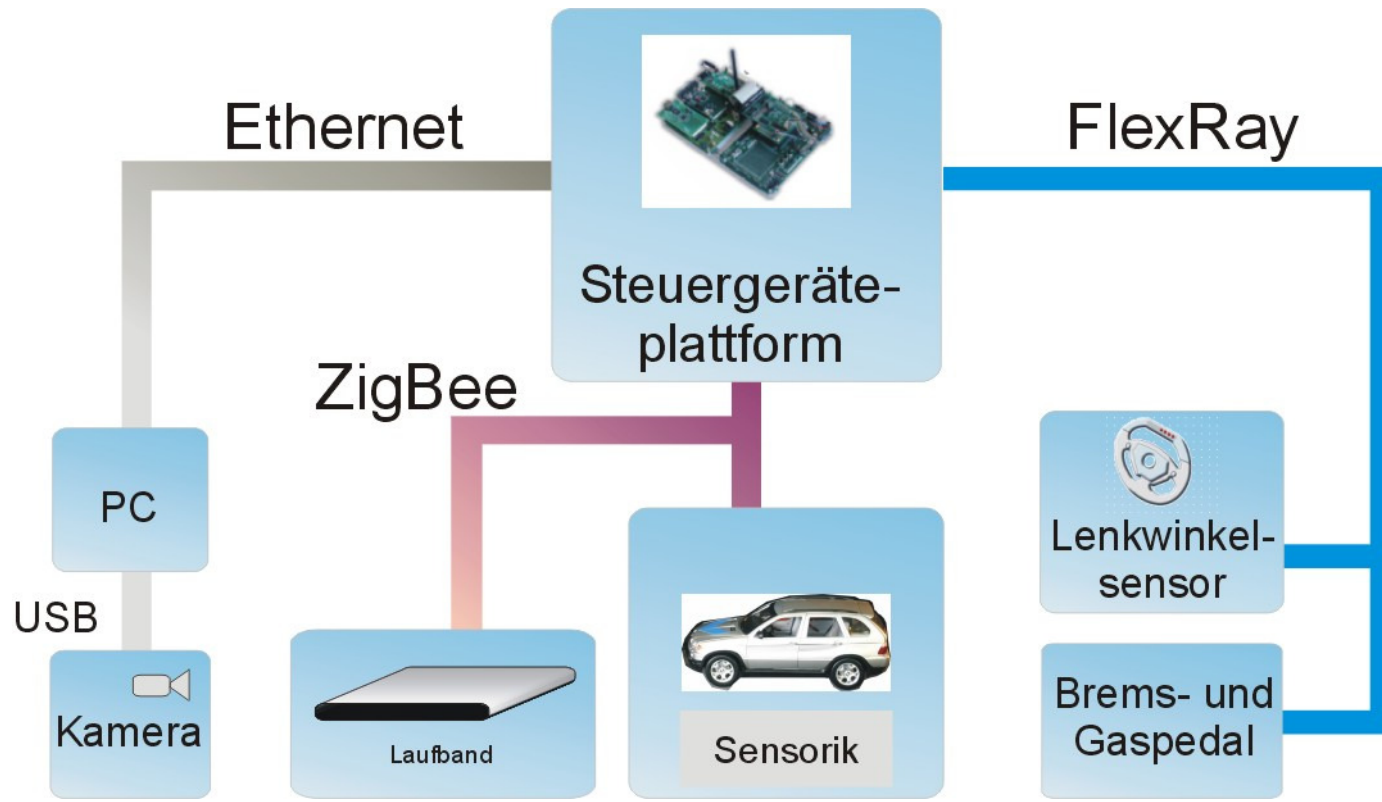 Ethernet
FlexRay
Steuergeräte-
plattform
ZigBee
PC
Lenkwinkel-
sensor
USB
Kamera
Laufband
Sensorik
Brems- und
Gaspedal